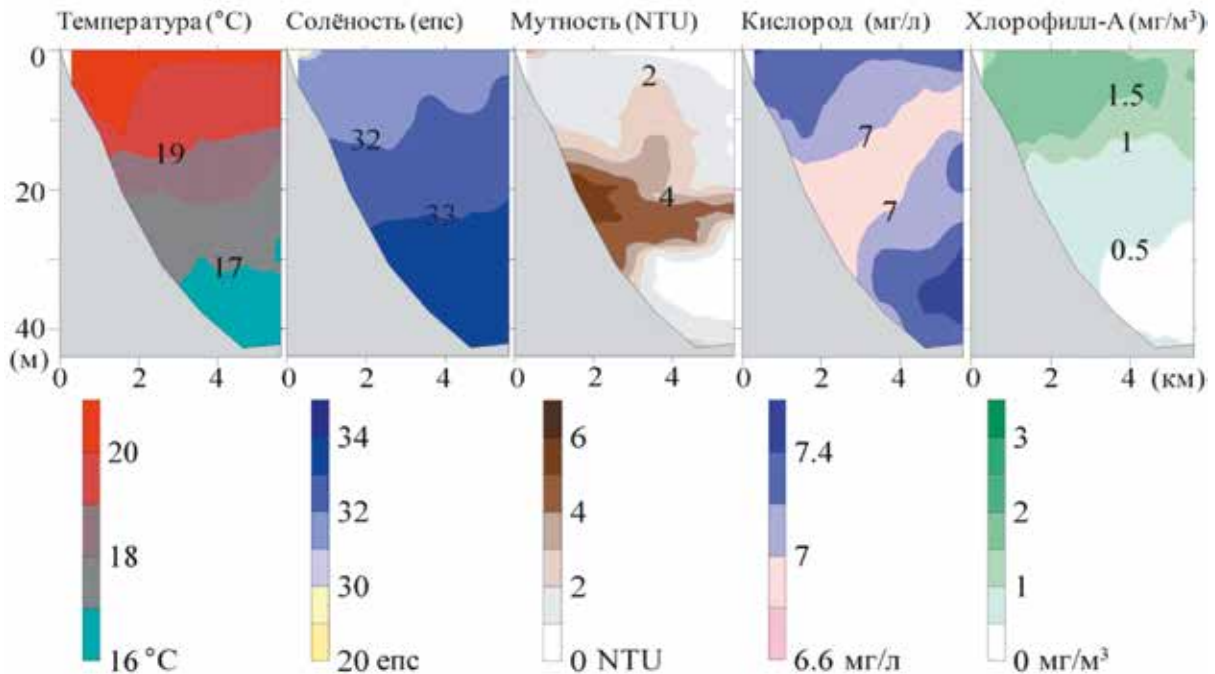 Температура (°C) Солёность (епс) Мутность (NTU) Кислород (мг/л) Хлорофилл-А (мг/м³)
0
2
1.5
32 7 1
19
20 4
33 7
17 0.5
40
(м)
0 2 4 0 2 4 0 2 4 0 2 4 0 2 4 (км)
20 34 6 7.4 3
32 4 2
18 7
30 2 1
16 °C 20 епс 0 NTU 6.6 мг/л 0 мг/м³